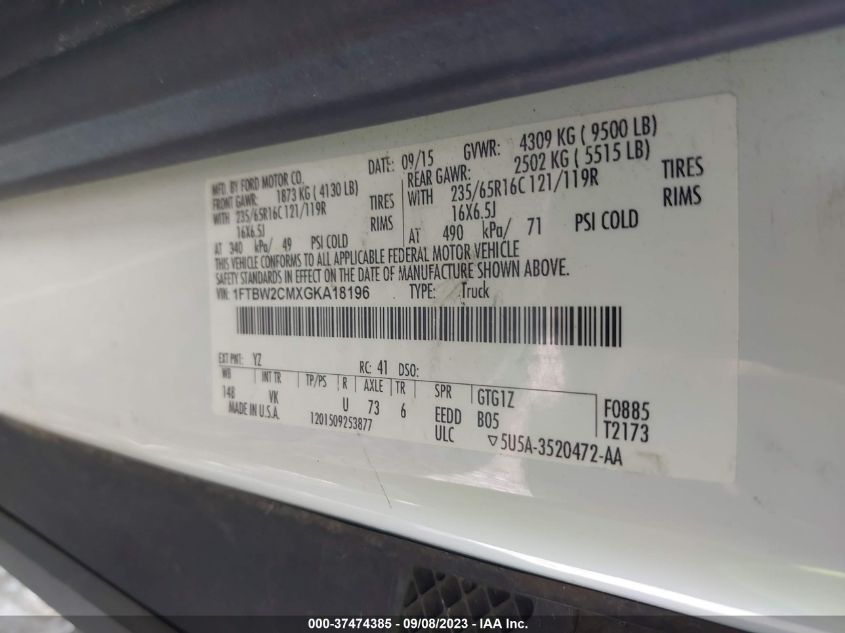 MFD. BY FORD MOTOR CO.
DATE: 09/15 GVWR: 4309 KG ( 9500 LB)
FRONT GAWR: 1873 KG ( 4130 LB)
REAR GAWR: 2502 KG ( 5515 LB)
WITH 235/65R16C 121/119R TIRES
WITH 235/65R16C 121/119R TIRES
16X6.5J RIMS
16X6.5J RIMS
AT 340 kPa/ 49 PSI COLD
AT 490 kPa/ 71 PSI COLD
THIS VEHICLE CONFORMS TO ALL APPLICABLE FEDERAL MOTOR VEHICLE
SAFETY STANDARDS IN EFFECT ON THE DATE OF MANUFACTURE SHOWN ABOVE.
VIN: 1FTBW2CMXGKA18196 TYPE: Truck
EXT PNT: YZ RC: 41 DSO:
WB INT TR TP/PS R AXLE TR SPR GTG1Z F0885
148 VK U 73 6 EEDD B05 T2173
MADE IN U.S.A. 1201509253877 ULC ▽5U5A-3520472-AA
000-37474385 - 09/08/2023 - IAA Inc.